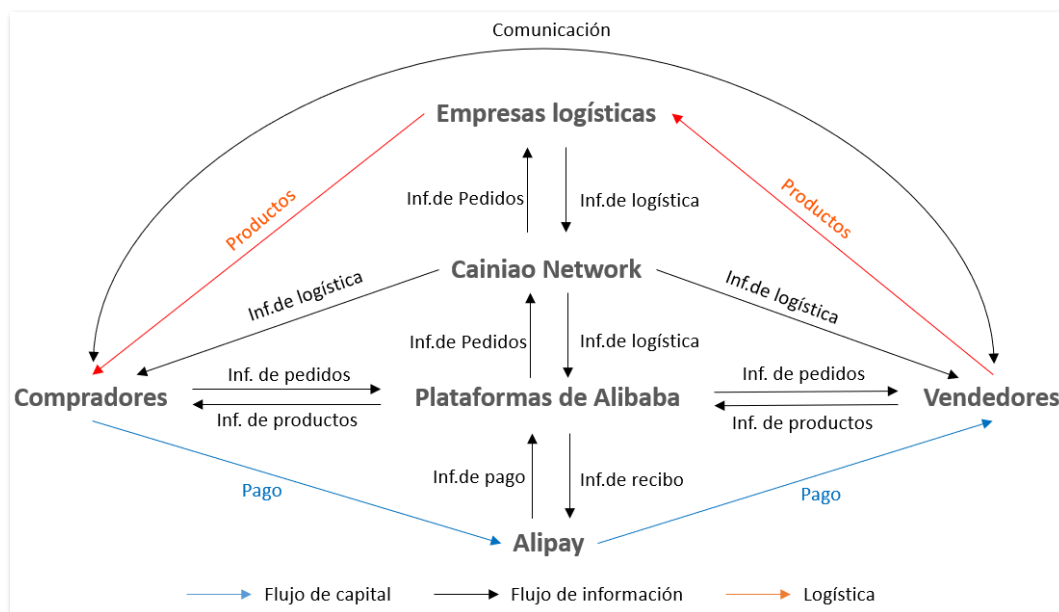 Comunicación
Empresas logísticas
Productos
Inf.de Pedidos
Inf.de logística
Productos
Cainiao Network
Inf.de logística
Inf.de logística
Inf.de Pedidos
Inf.de logística
Compradores
Inf. de pedidos
Inf. de productos
Plataformas de Alibaba
Inf. de pedidos
Inf. de productos
Vendedores
Inf.de pago
Inf.de recibo
Pago
Pago
Alipay
Flujo de capital
Flujo de información
Logística